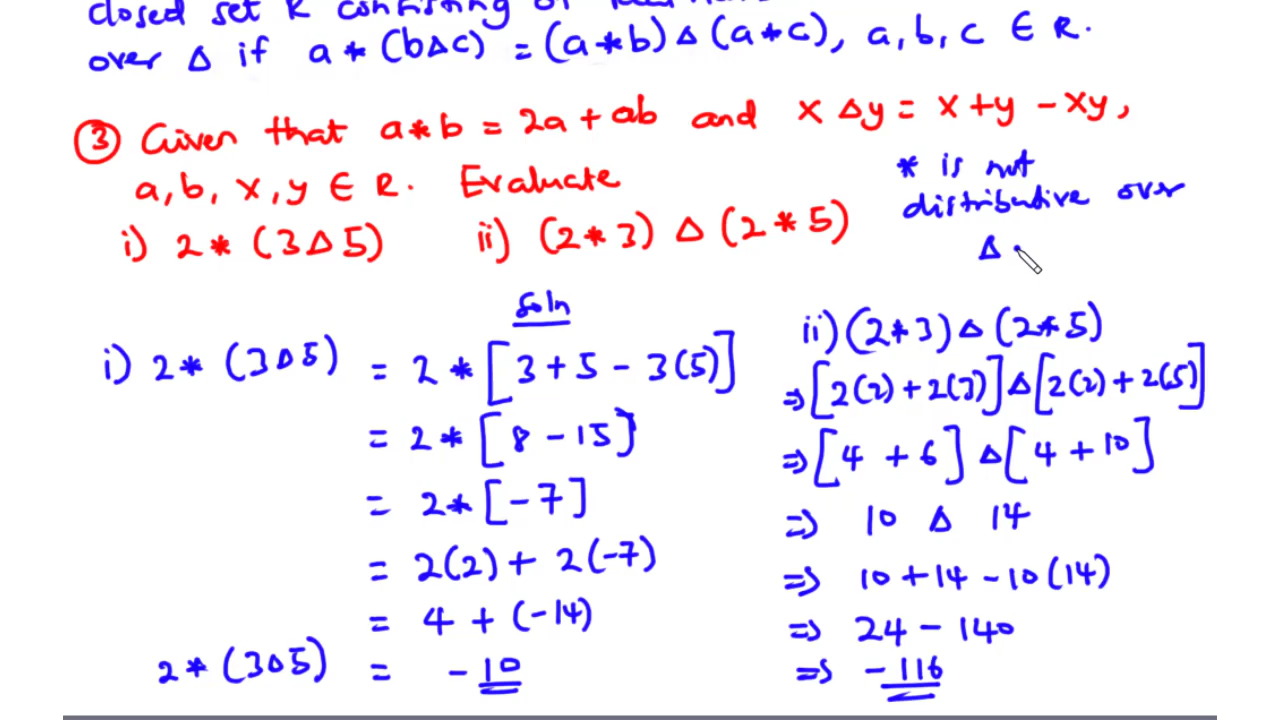 closed set R consisting of
over Δ if a * (bΔc) = (a*b) Δ (a*c), a, b, c ∈ R.
③ Given that a*b = 2a + ab and x Δy = x +y - xy,
a, b, x, y ∈ R. Evaluate
i) 2 * (3Δ5) ii) (2*3) Δ (2*5)
* is not
distributive over
Δ
Soln
i) 2 * (3Δ5) = 2 * [3 + 5 - 3(5)]
= 2 * [8 - 15]
= 2 * [-7]
= 2(2) + 2(-7)
= 4 + (-14)
2 * (3Δ5) = -10
ii) (2*3) Δ (2*5)
⇒ [2(2) + 2(3)] Δ [2(2) + 2(5)]
⇒ [4 + 6] Δ [4 + 10]
⇒ 10 Δ 14
⇒ 10 + 14 - 10(14)
⇒ 24 - 140
⇒ -116